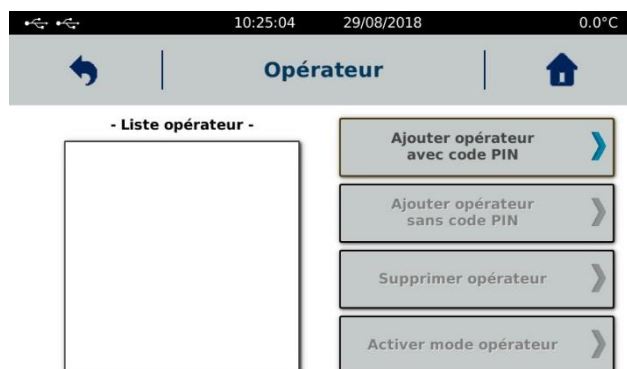 10:25:04 29/08/2018 0.0°C
Opérateur
- Liste opérateur -
Ajouter opérateur
avec code PIN
Ajouter opérateur
sans code PIN
Supprimer opérateur
Activer mode opérateur